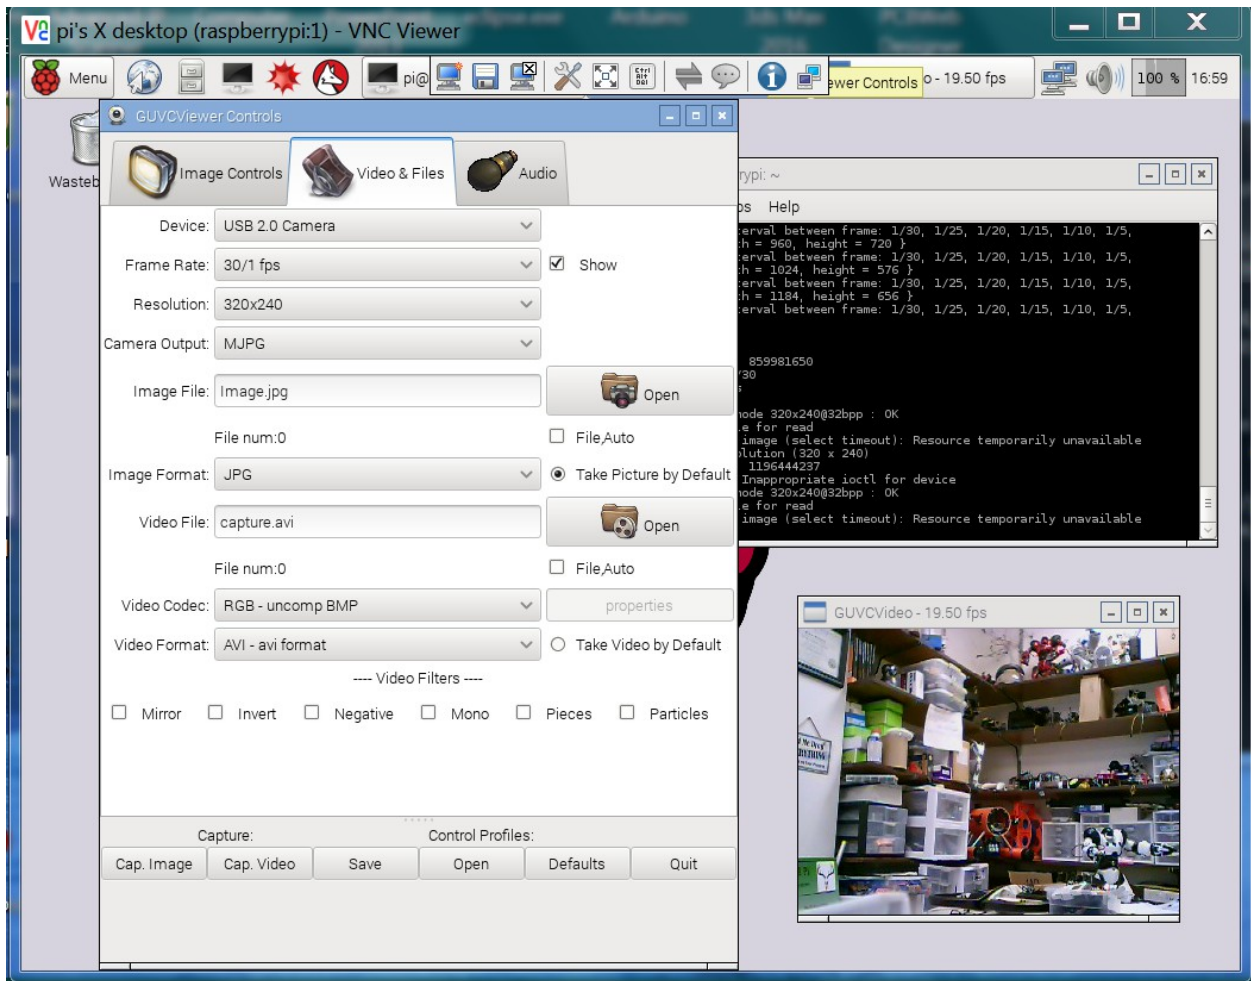 pi's X desktop (raspberrypi:1) - VNC Viewer
Menu
pi@
Ctrl
Alt
Del
ewer Controls
o - 19.50 fps
100 %
16:59
Wasteb
GUVCViewer Controls
Image Controls
Video & Files
Audio
Device:
USB 2.0 Camera
Frame Rate:
30/1 fps
Show
Resolution:
320x240
Camera Output:
MJPG
Image File:
Image.jpg
Open
File num:0
File,Auto
Image Format:
JPG
Take Picture by Default
Video File:
capture.avi
Open
File num:0
File,Auto
Video Codec:
RGB - uncomp BMP
properties
Video Format:
AVI - avi format
Take Video by Default
---- Video Filters ----
Mirror
Invert
Negative
Mono
Pieces
Particles
Capture:
Control Profiles:
Cap. Image
Cap. Video
Save
Open
Defaults
Quit
rypi: ~
os Help
erval between frame: 1/30, 1/25, 1/20, 1/15, 1/10, 1/5,
h = 960, height = 720 }
erval between frame: 1/30, 1/25, 1/20, 1/15, 1/10, 1/5,
h = 1024, height = 576 }
erval between frame: 1/30, 1/25, 1/20, 1/15, 1/10, 1/5,
h = 1184, height = 656 }
erval between frame: 1/30, 1/25, 1/20, 1/15, 1/10, 1/5,
859981650
/30
node 320x240@32bpp : OK
e for read
image (select timeout): Resource temporarily unavailable
lution (320 x 240)
1196444237
Inappropriate ioctl for device
node 320x240@32bpp : OK
e for read
image (select timeout): Resource temporarily unavailable
GUVCVideo - 19.50 fps